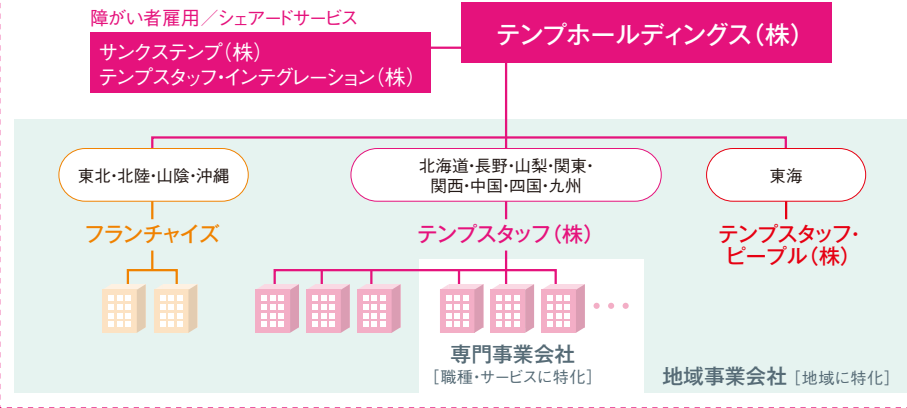 障がい者雇用／シェアードサービス
サンクステンプ（株）
テンプスタッフ・インテグレーション（株）
テンプホールディングス（株）
東北・北陸・山陰・沖縄
北海道・長野・山梨・関東・
関西・中国・四国・九州
東海
フランチャイズ
テンプスタッフ（株）
テンプスタッフ・
ピープル（株）
専門事業会社
［職種・サービスに特化］
地域事業会社［地域に特化］